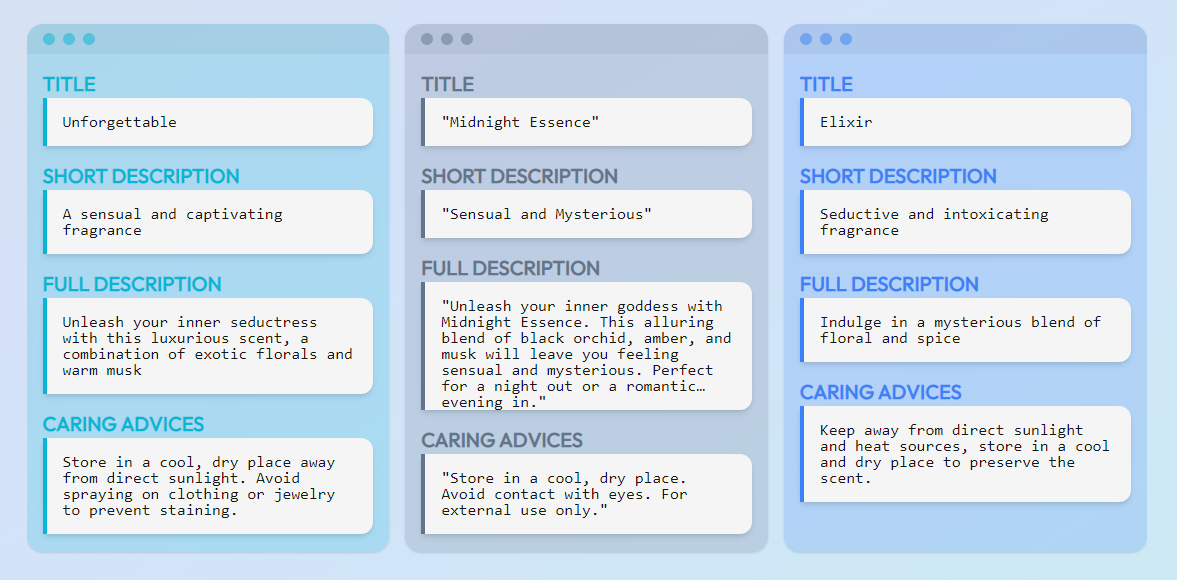 TITLE
Unforgettable
SHORT DESCRIPTION
A sensual and captivating
fragrance
FULL DESCRIPTION
Unleash your inner seductress
with this luxurious scent, a
combination of exotic florals and
warm musk
CARING ADVICES
Store in a cool, dry place away
from direct sunlight. Avoid
spraying on clothing or jewelry
to prevent staining.
TITLE
"Midnight Essence"
SHORT DESCRIPTION
"Sensual and Mysterious"
FULL DESCRIPTION
"Unleash your inner goddess with
Midnight Essence. This alluring
blend of black orchid, amber, and
musk will leave you feeling
sensual and mysterious. Perfect
for a night out or a romantic…
evening in."
CARING ADVICES
"Store in a cool, dry place.
Avoid contact with eyes. For
external use only."
TITLE
Elixir
SHORT DESCRIPTION
Seductive and intoxicating
fragrance
FULL DESCRIPTION
Indulge in a mysterious blend of
floral and spice
CARING ADVICES
Keep away from direct sunlight
and heat sources, store in a cool
and dry place to preserve the
scent.